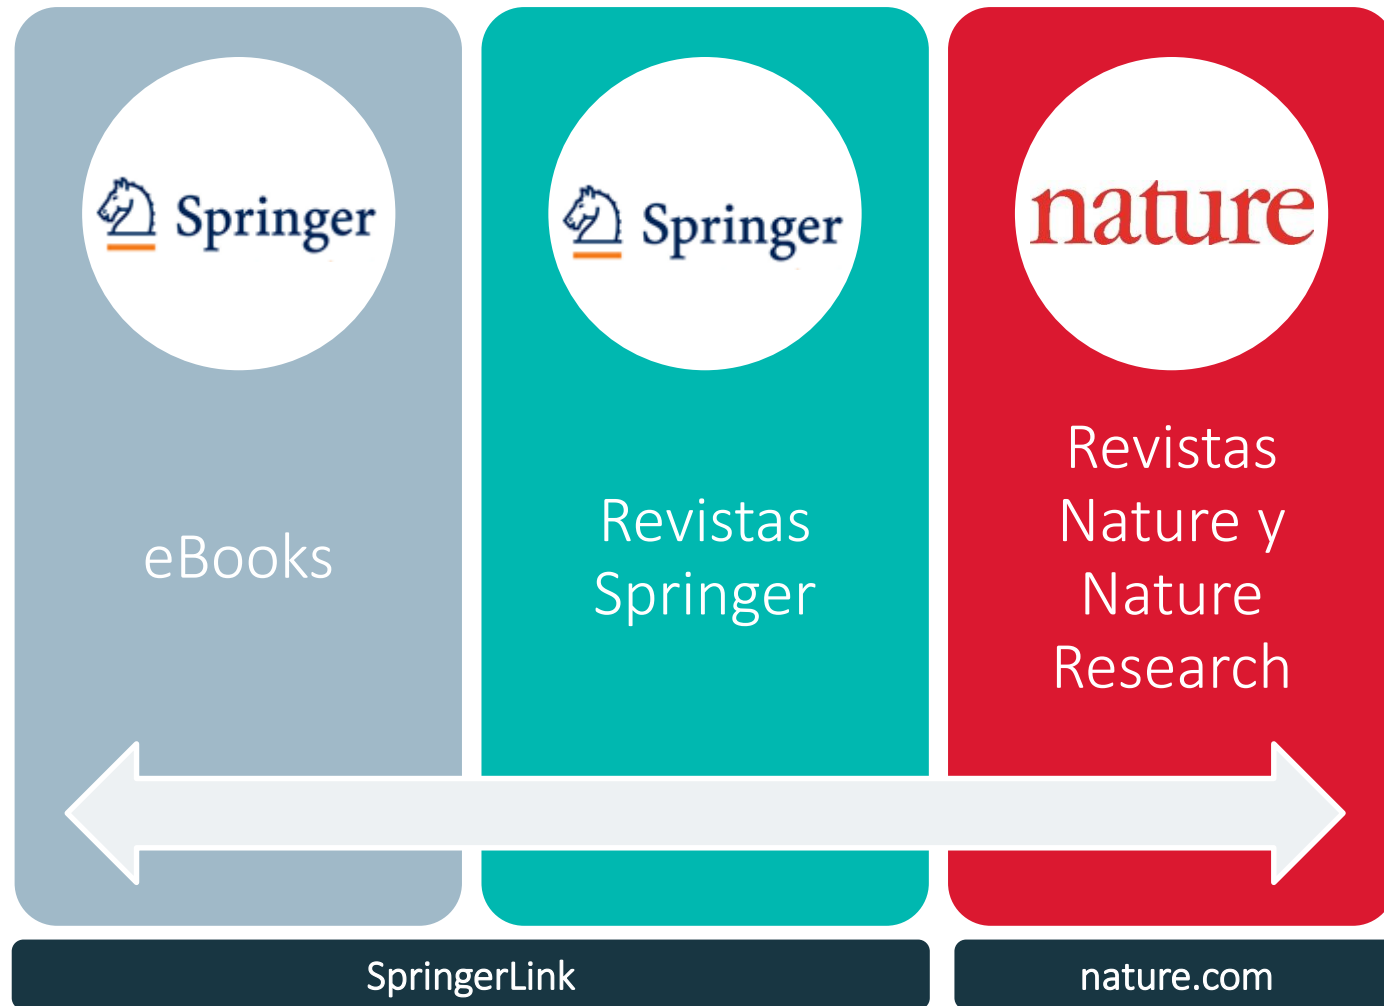 Springer
eBooks
Springer
Revistas
Springer
nature
Revistas
Nature y
Nature
Research
SpringerLink
nature.com